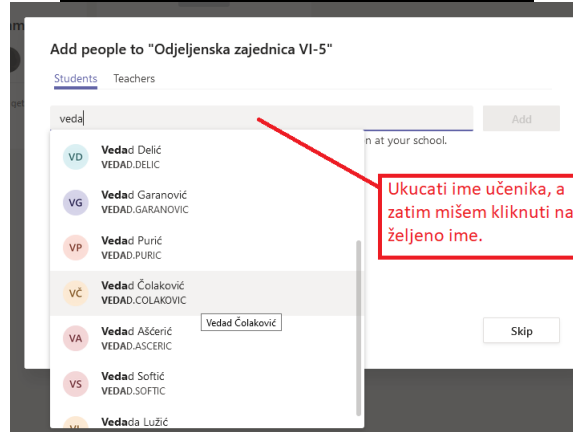 am
Add people to "Odjeljenska zajednica VI-5"
Students Teachers
get
veda
Add
n at your school.
VD
Vedad Delić
VEDAD.DELIC
VG
Vedad Garanović
VEDAD.GARANOVIC
VP
Vedad Purić
VEDAD.PURIC
VČ
Vedad Čolaković
VEDAD.COLAKOVIC
Vedad Čolaković
VA
Vedad Ašćerić
VEDAD.ASCERIC
VS
Vedad Softić
VEDAD.SOFTIC
Vedada Lužić
Ukucati ime učenika, a
zatim mišem kliknuti na
željeno ime.
Skip